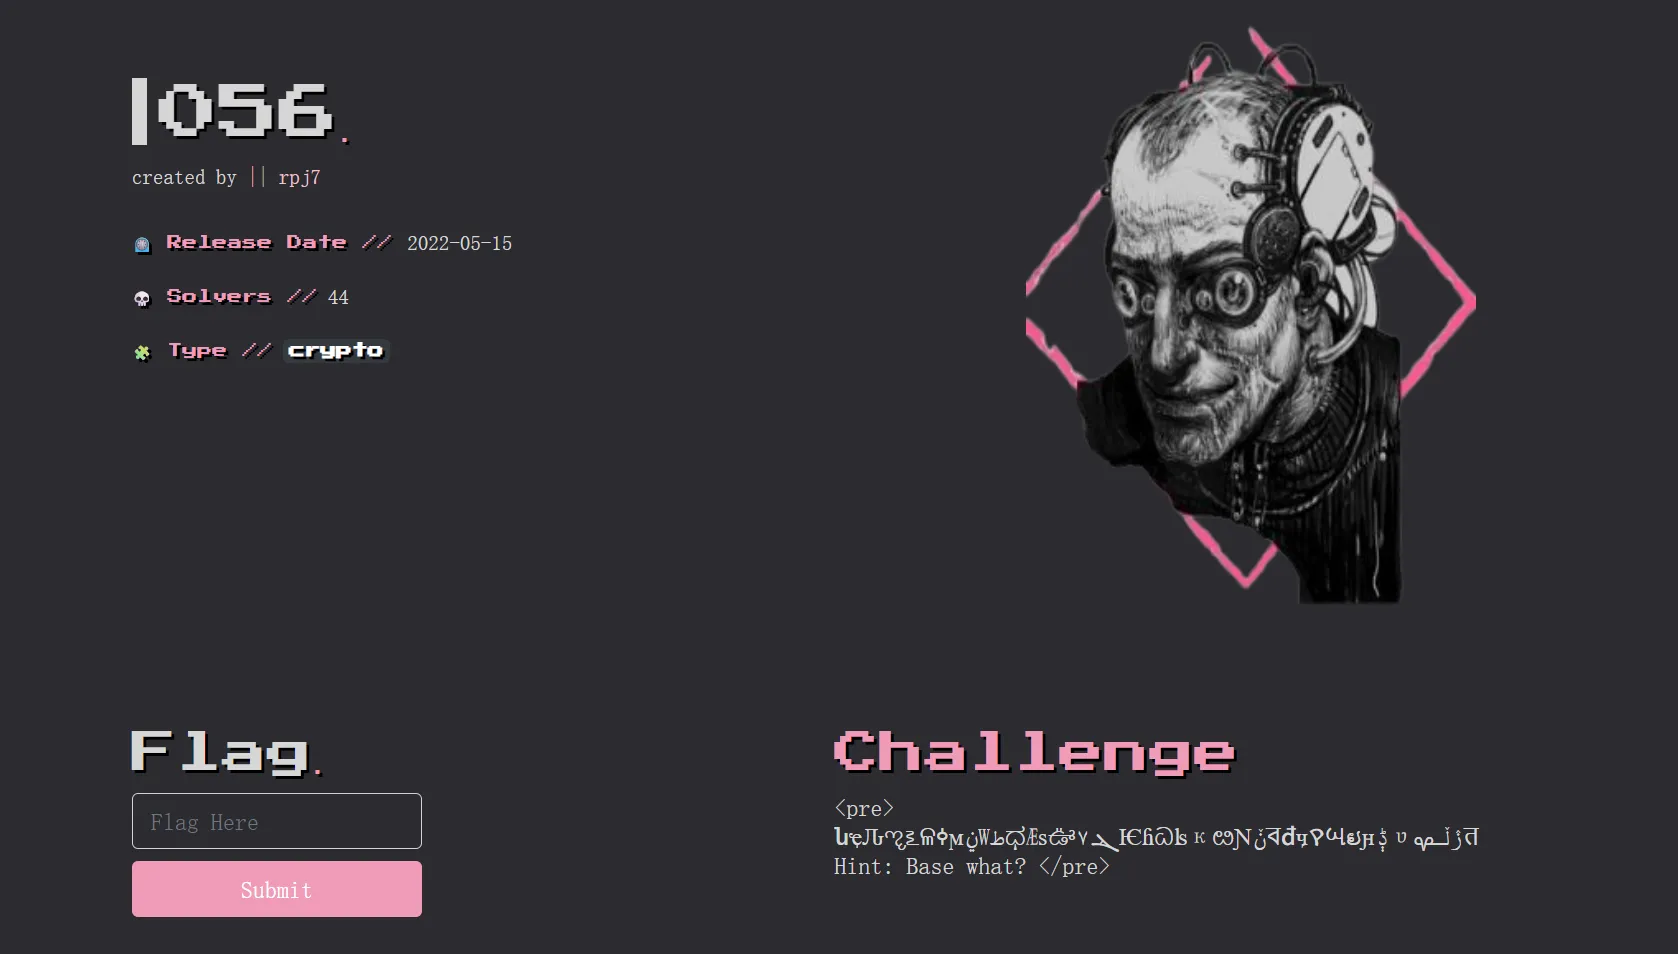 |056.
created by || rpj7
Release Date // 2022-05-15
Solvers // 44
Type // crypto
Flag.
Flag Here
Submit
Challenge
<pre>
Hint: Base what? </pre>